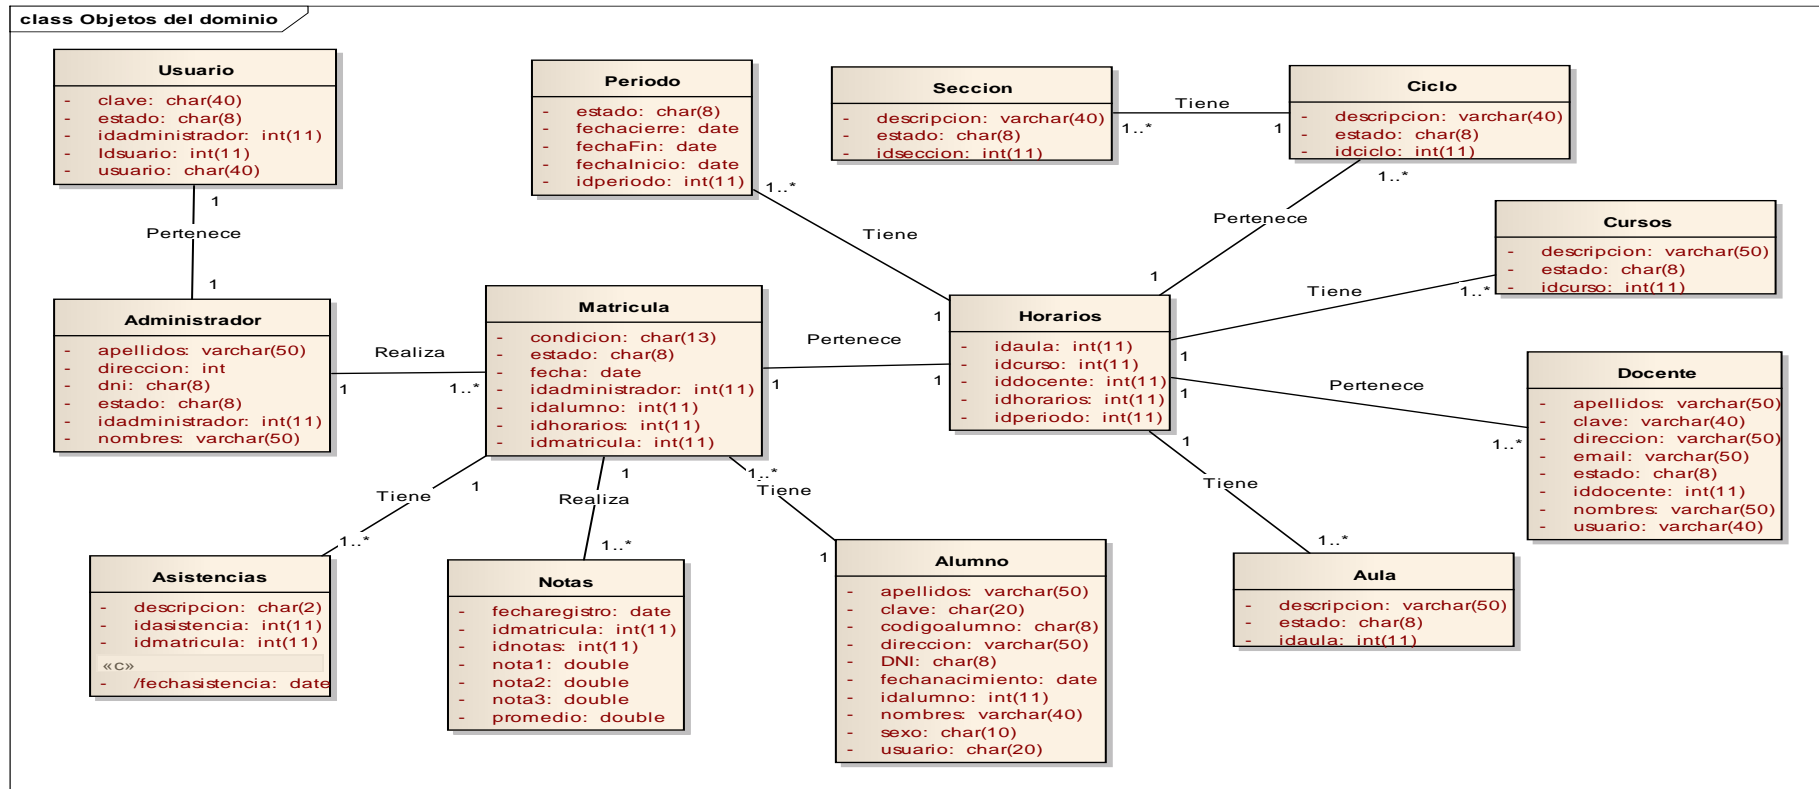 class Objetos del dominio
Usuario
- clave: char(40)
- estado: char(8)
- idadministrador: int(11)
- Idsuario: int(11)
- usuario: char(40)
Periodo
- estado: char(8)
- fechacierre: date
- fechaFin: date
- fechaInicio: date
- idperiodo: int(11)
Seccion
- descripcion: varchar(40)
- estado: char(8)
- idseccion: int(11)
Tiene
1..*
1
Ciclo
- descripcion: varchar(40)
- estado: char(8)
- idciclo: int(11)
1
Pertenece
1
1..*
Tiene
1
1..*
Pertenece
1
Cursos
- descripcion: varchar(50)
- estado: char(8)
- idcurso: int(11)
Administrador
- apellidos: varchar(50)
- direccion: int
- dni: char(8)
- estado: char(8)
- idadministrador: int(11)
- nombres: varchar(50)
Realiza
1
1..*
Matricula
- condicion: char(13)
- estado: char(8)
- fecha: date
- idadministrador: int(11)
- idalumno: int(11)
- idhorarios: int(11)
- idmatricula: int(11)
Pertenece
1
1
Horarios
- idaula: int(11)
- idcurso: int(11)
- iddocente: int(11)
- idhorarios: int(11)
- idperiodo: int(11)
Tiene
1
1..*
Pertenece
1
1..*
Docente
- apellidos: varchar(50)
- clave: varchar(40)
- direccion: varchar(50)
- email: varchar(50)
- estado: char(8)
- iddocente: int(11)
- nombres: varchar(50)
- usuario: varchar(40)
Tiene
1
1..*
1
Realiza
1..*
1..*
Tiene
1
1
Tiene
1..*
Asistencias
- descripcion: char(2)
- idasistencia: int(11)
- idmatricula: int(11)
«c»
- /fechasistencia: date
Notas
- fecharegistro: date
- idmatricula: int(11)
- idnotas: int(11)
- nota1: double
- nota2: double
- nota3: double
- promedio: double
Alumno
- apellidos: varchar(50)
- clave: char(20)
- codigoalumno: char(8)
- direccion: varchar(50)
- DNI: char(8)
- fechanacimiento: date
- idalumno: int(11)
- nombres: varchar(40)
- sexo: char(10)
- usuario: char(20)
Aula
- descripcion: varchar(50)
- estado: char(8)
- idaula: int(11)